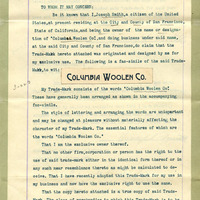 TO WHOM IT MAY CONCERN:
Be it known that I, Joseph Smith, a citizen of the United
States, at present residing at the City and County of San Francisco,
State of California, and being the owner of the name or designa-
tion of "Columbia Woolen Co", and doing business under said name,
at the said City and County of San Francisco, do claim that the
Trade-Mark hereto attached was originated and designed by me for
my exclusive use. The following is a fac-simile of the said Trade-
Mark, to wit:
COLUMBIA WOOLEN CO.
My Trade-Mark consists of the words "Columbia Woolen Co"
These have generally been arranged as shown in the accompanying
fac-simile.
The style of lettering and arranging the words are unimportant
and may be changed at pleasure without materially affecting the
character of my Trade-Mark. The essential features of which are
the words "Columbia Woolen Co."
That I am the exclusive owner thereof.
That no other firm, corporation or person has the right to the
use of said trade-mark either in the identical form thereof or in
any such near resemblance thereto as might be calculated to de-
ceive.
That I have recently adopted this Trade-Mark for my use in
my business and now have the exclusive right to use the same.
That the copy hereto attached is a true copy of said Trade-